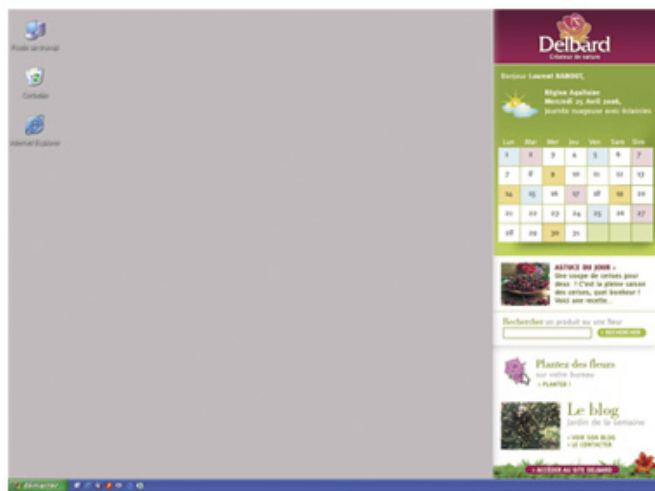 Poste de travail
Corbeille
Internet Explorer
Delbard
Créateur de nature
Bonjour Laurent
Région Aquitaine
Mercredi 25 Avril 2006,
Journée nuageuse avec éclaircies
Lun Mar Mer Jeu Ven Sam Dim
1 2 3 4 5 6 7
7 8 9 10 11 12 13
14 15 16 17 18 19 20
21 22 23 24 25 26 27
28 29 30 31
ASTUCE DU JOUR :
Une coupe de cerises pour
deux ? C'est la pleine saison
des cerises, quel bonheur !
Voici une recette...
Rechercher un produit ou une fleur
› RECHERCHER
Plantez des fleurs
sur votre bureau
› PLANTER !
Le blog
Jardin de la semaine
› VOIR SON BLOG
› LE CONTACTER
› ACCÉDER AU SITE DELBARD
démarrer